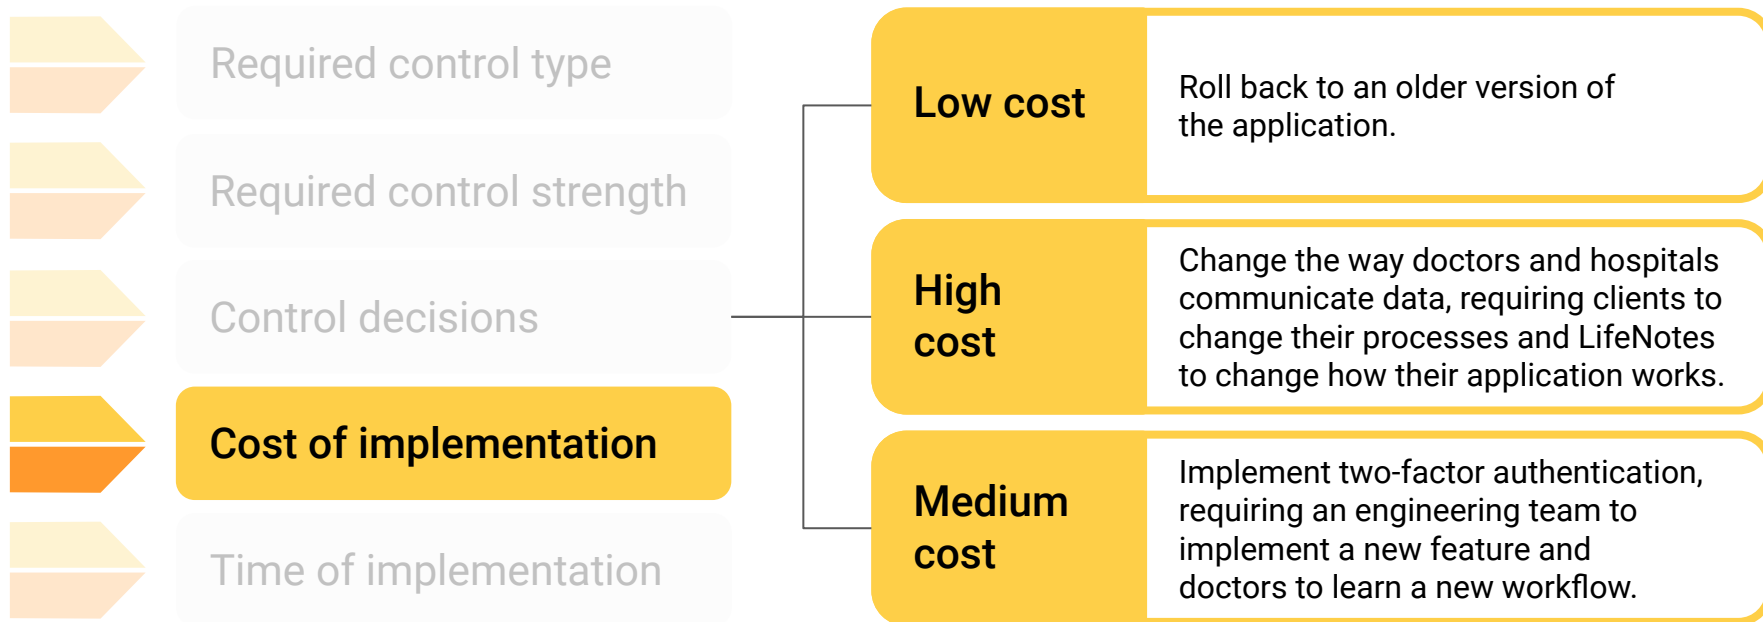 Required control type
Required control strength
Control decisions
Cost of implementation
Time of implementation
Low cost
Roll back to an older version of
the application.
High
cost
Change the way doctors and hospitals
communicate data, requiring clients to
change their processes and LifeNotes
to change how their application works.
Medium
cost
Implement two-factor authentication,
requiring an engineering team to
implement a new feature and
doctors to learn a new workflow.